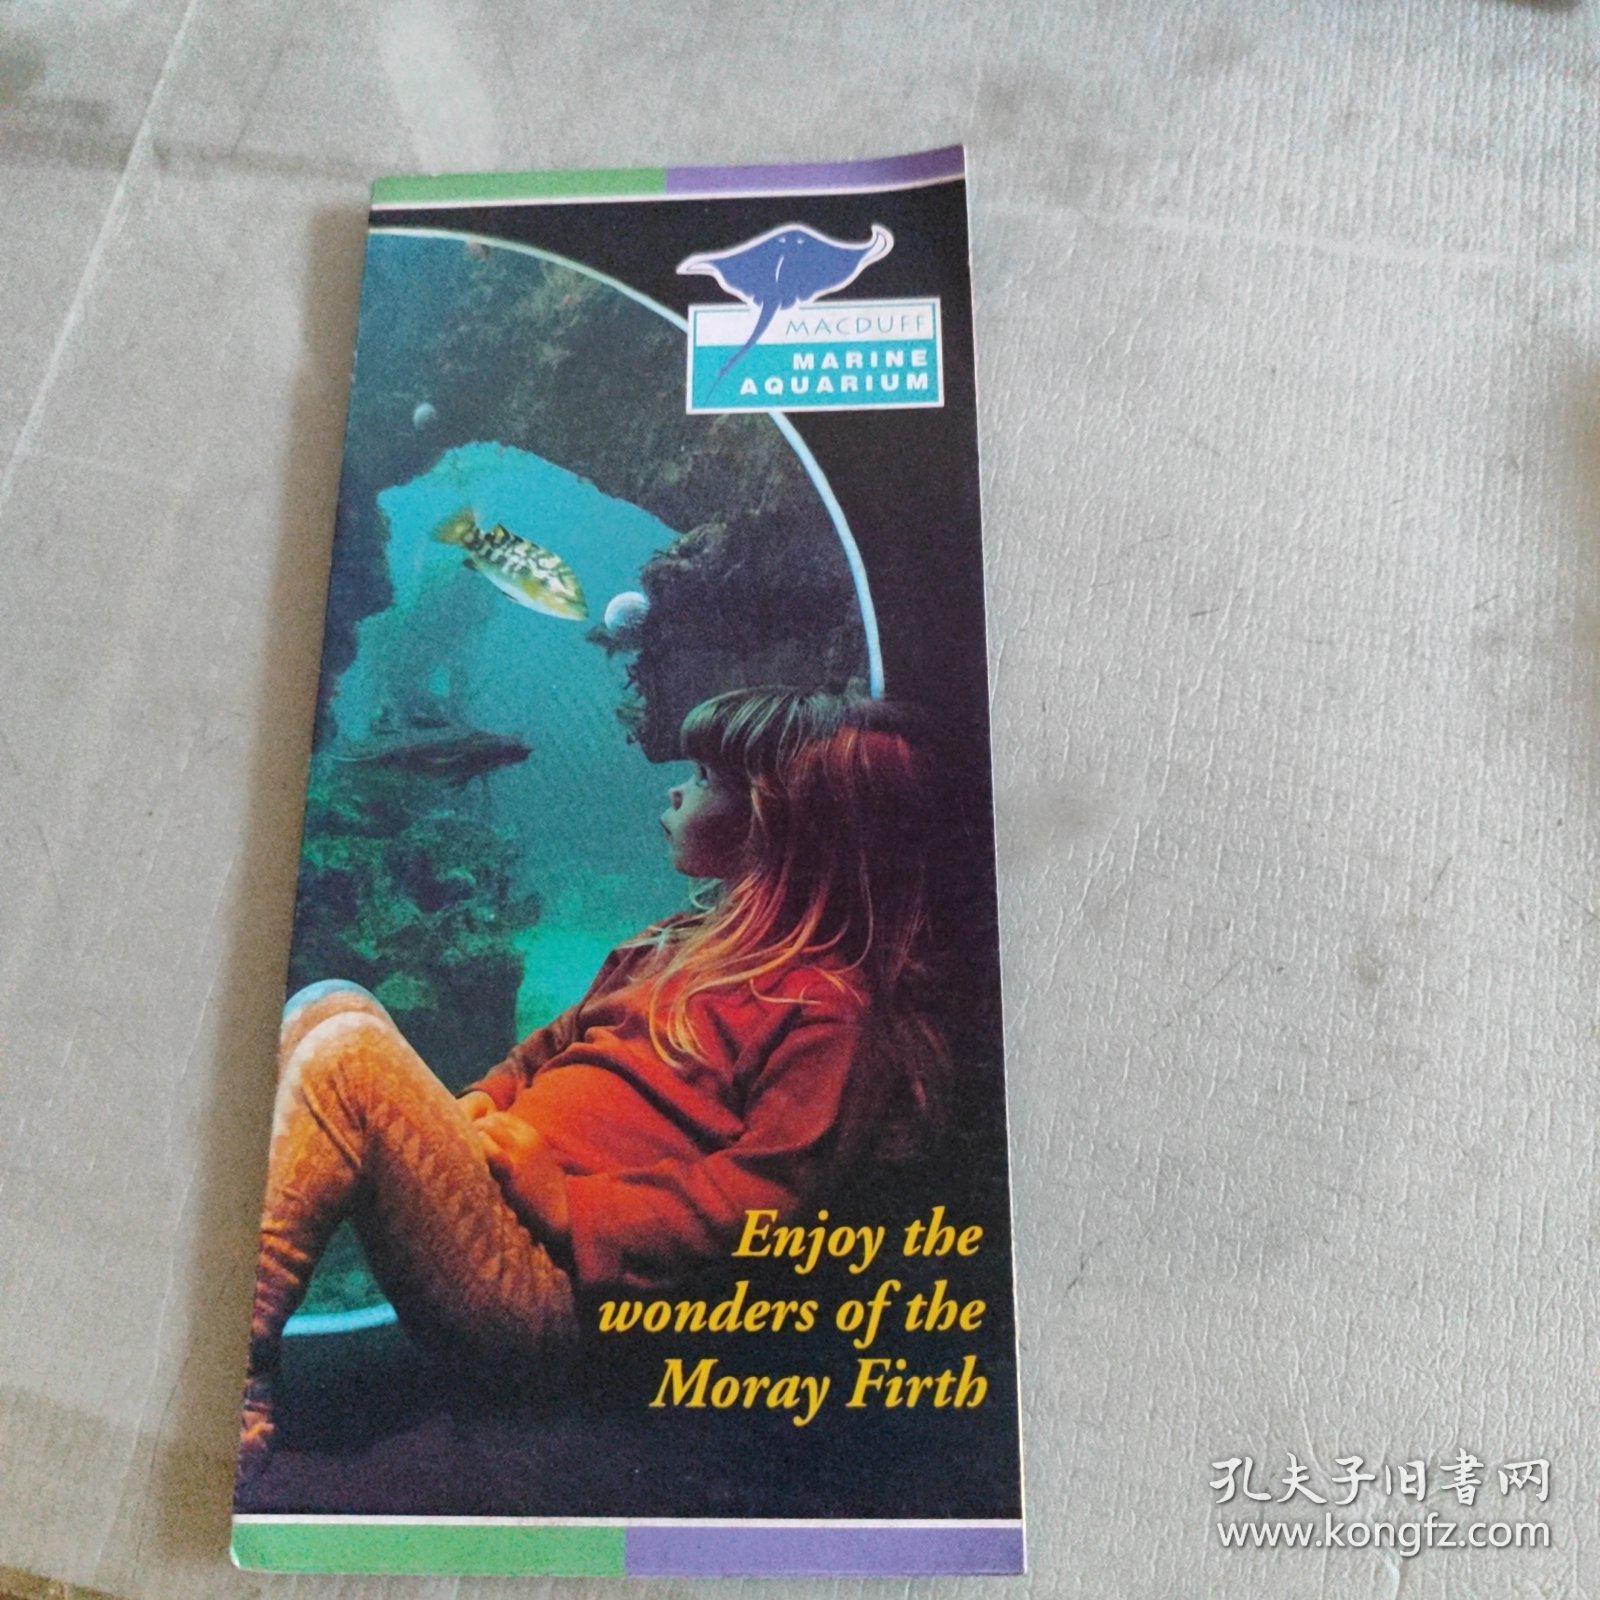 MACDUFF
MARINE
AQUARIUM
Enjoy the
wonders of the
Moray Firth
孔夫子旧书网
www.kongfz.com